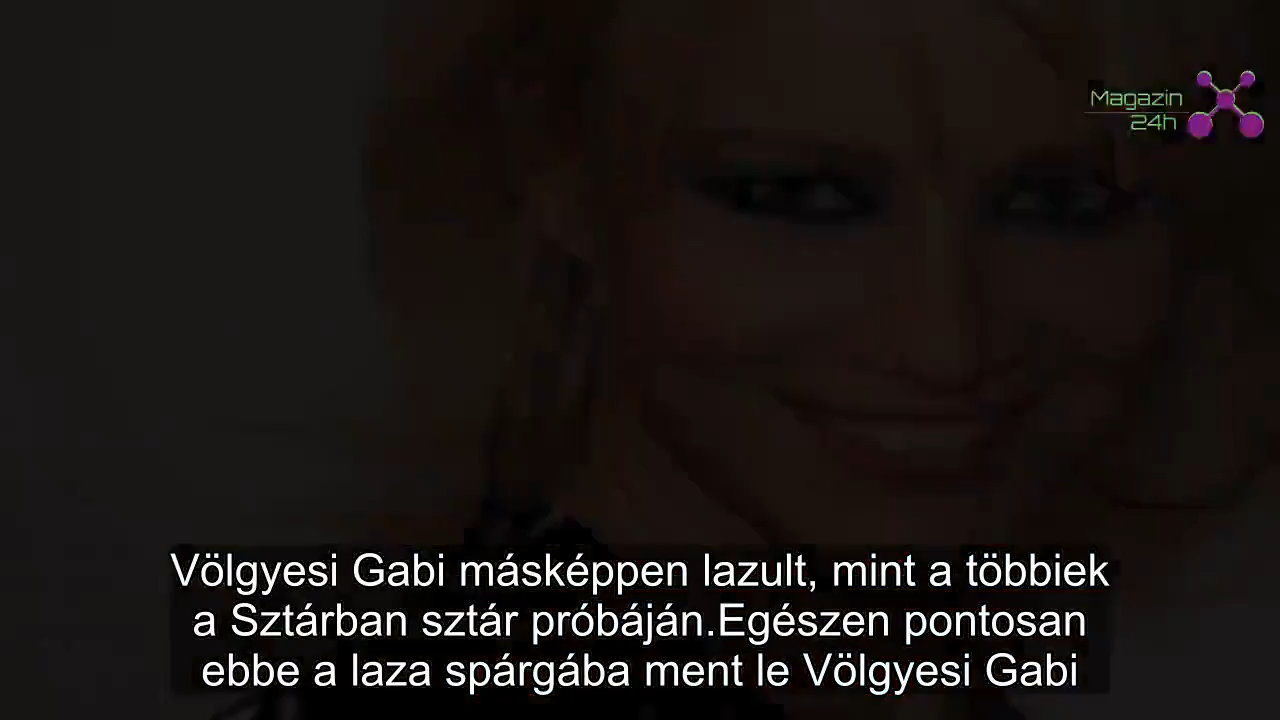 Magazin
24h
Völgyesi Gabi másképpen lazult, mint a többiek
a Sztárban sztár próbáján.Egészen pontosan
ebbe a laza spárgába ment le Völgyesi Gabi